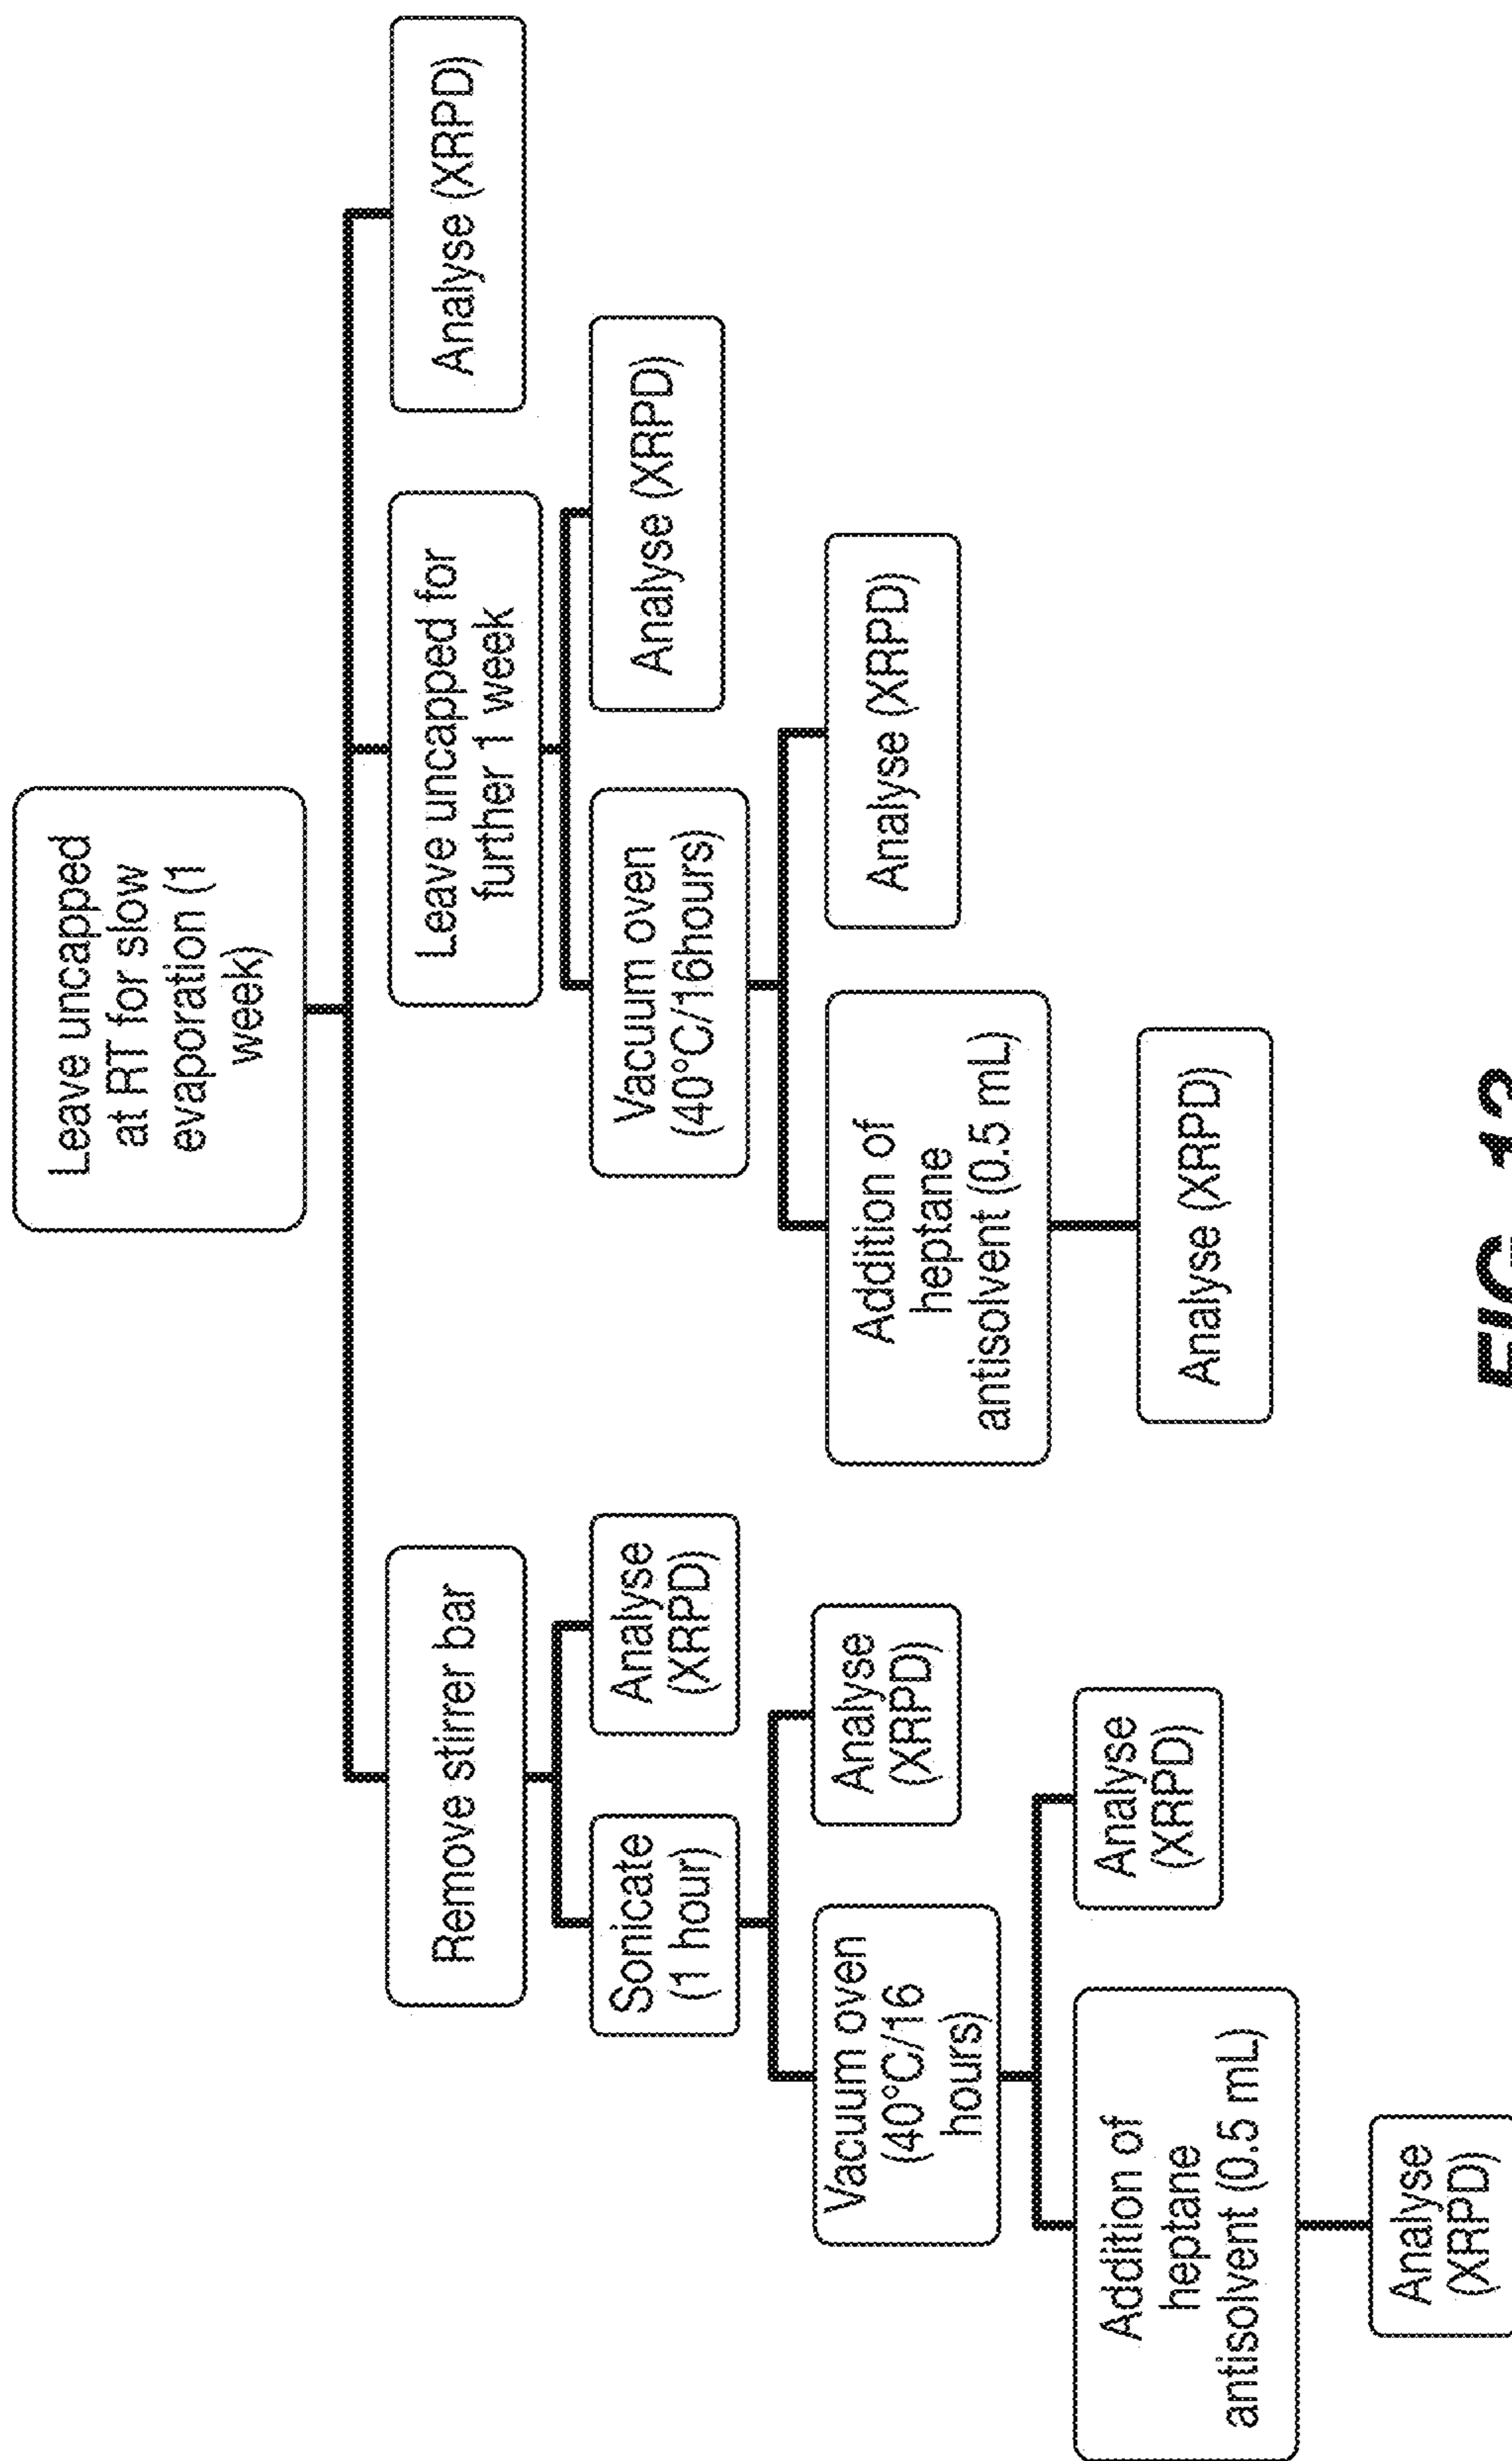 Leave uncapped
at RT for slow
evaporation (1
week)
Remove stirrer bar
Leave uncapped for
further 1 week
Analyse (XRPD)
Sonicate
(1 hour)
Analyse
(XRPD)
Vacuum oven
(40°C/16hours)
Analyse (XRPD)
Vacuum oven
(40°C/16
hours)
Analyse
(XRPD)
Addition of
heptane
antisolvent (0.5 mL)
Analyse (XRPD)
Addition of
heptane
antisolvent (0.5 mL)
Analyse
(XRPD)
Analyse (XRPD)
Analyse
(XRPD)
FIG.